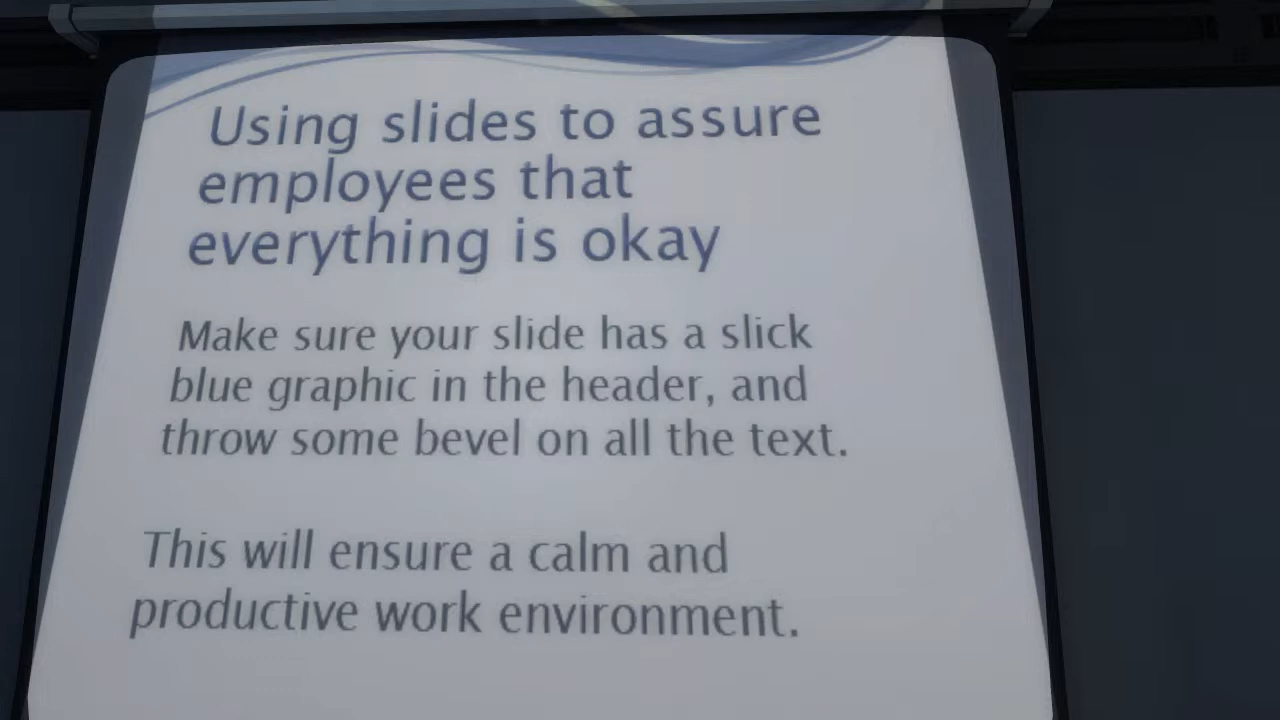 Using slides to assure
employees that
everything is okay
Make sure your slide has a slick
blue graphic in the header, and
throw some bevel on all the text.
This will ensure a calm and
productive work environment.